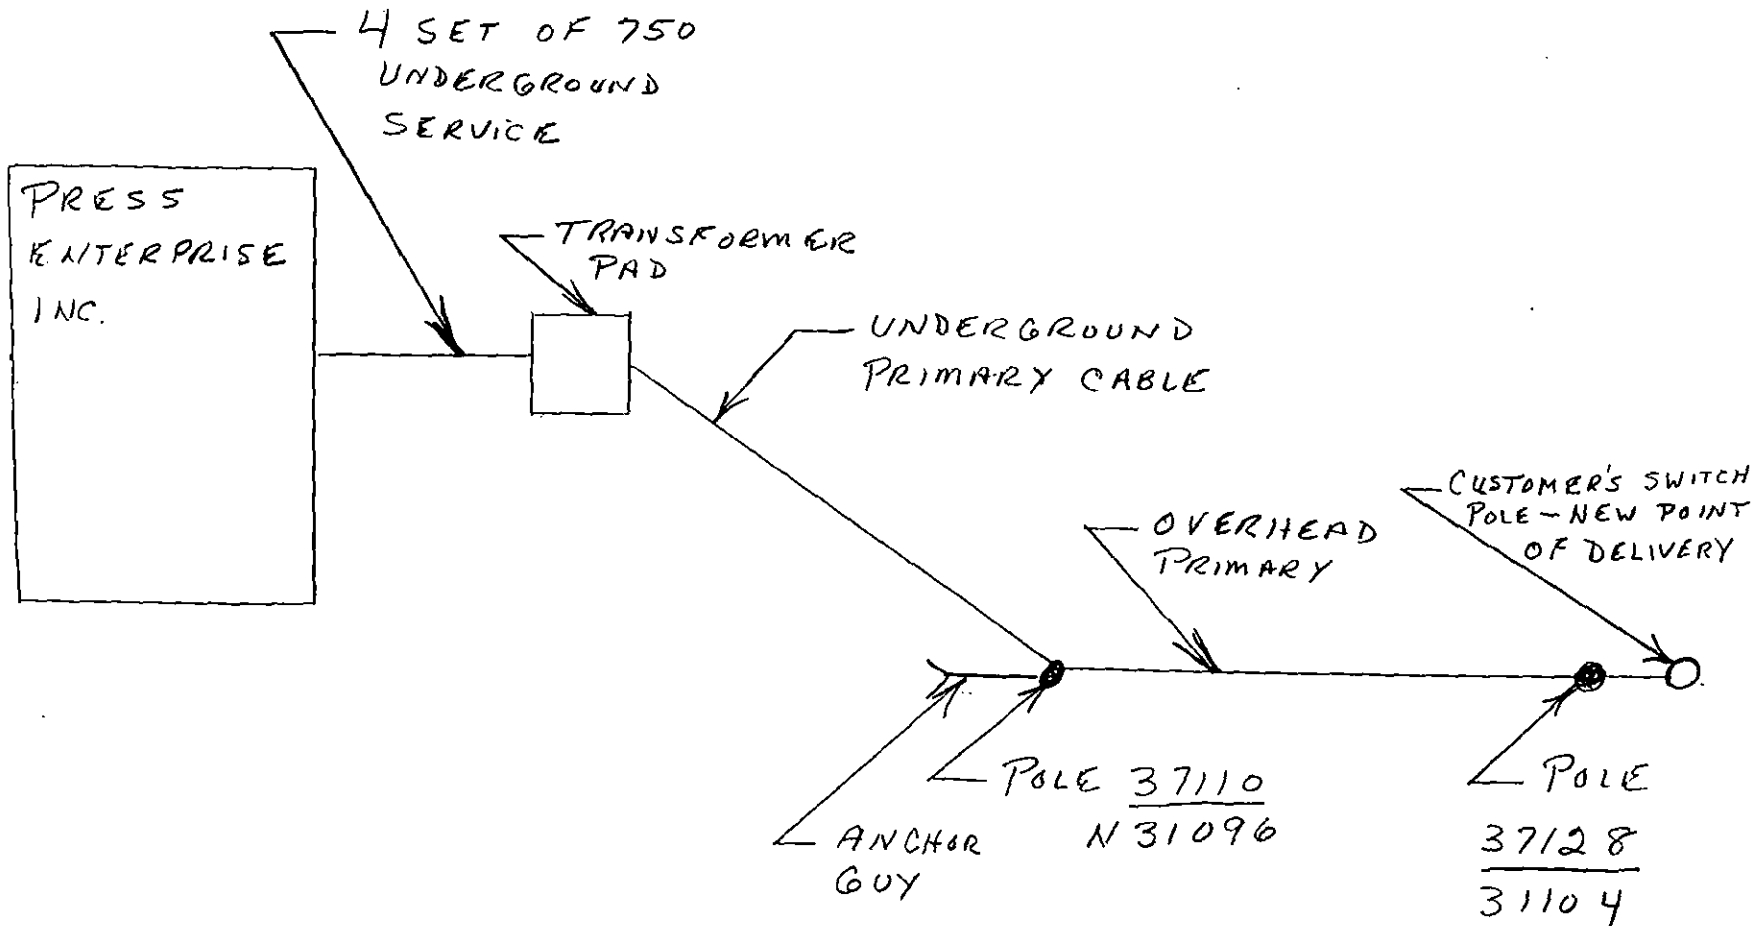 4 SET OF 750
UNDERGROUND
SERVICE
PRESS
ENTERPRISE
INC.
TRANSFORMER
PAD
UNDERGROUND
PRIMARY CABLE
CUSTOMER'S SWITCH
POLE - NEW POINT
OF DELIVERY
OVERHEAD
PRIMARY
POLE 37110
N31096
ANCHOR
GUY
POLE
37128
31104